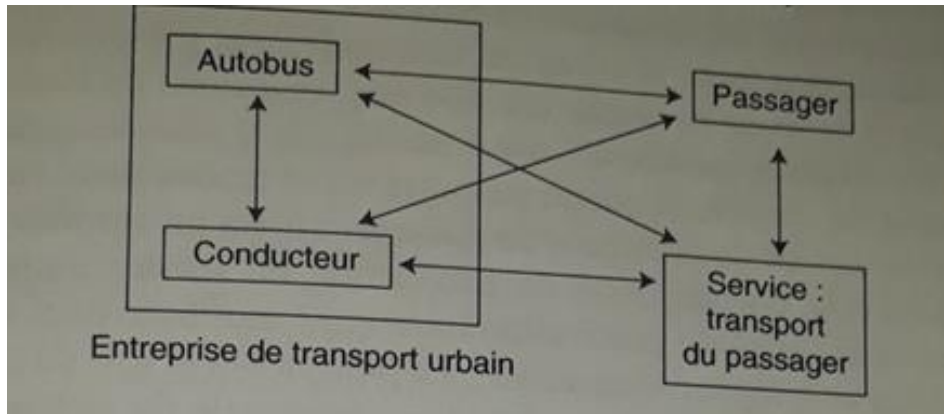 Autobus
Passager
Conducteur
Service :
transport
du passager
Entreprise de transport urbain